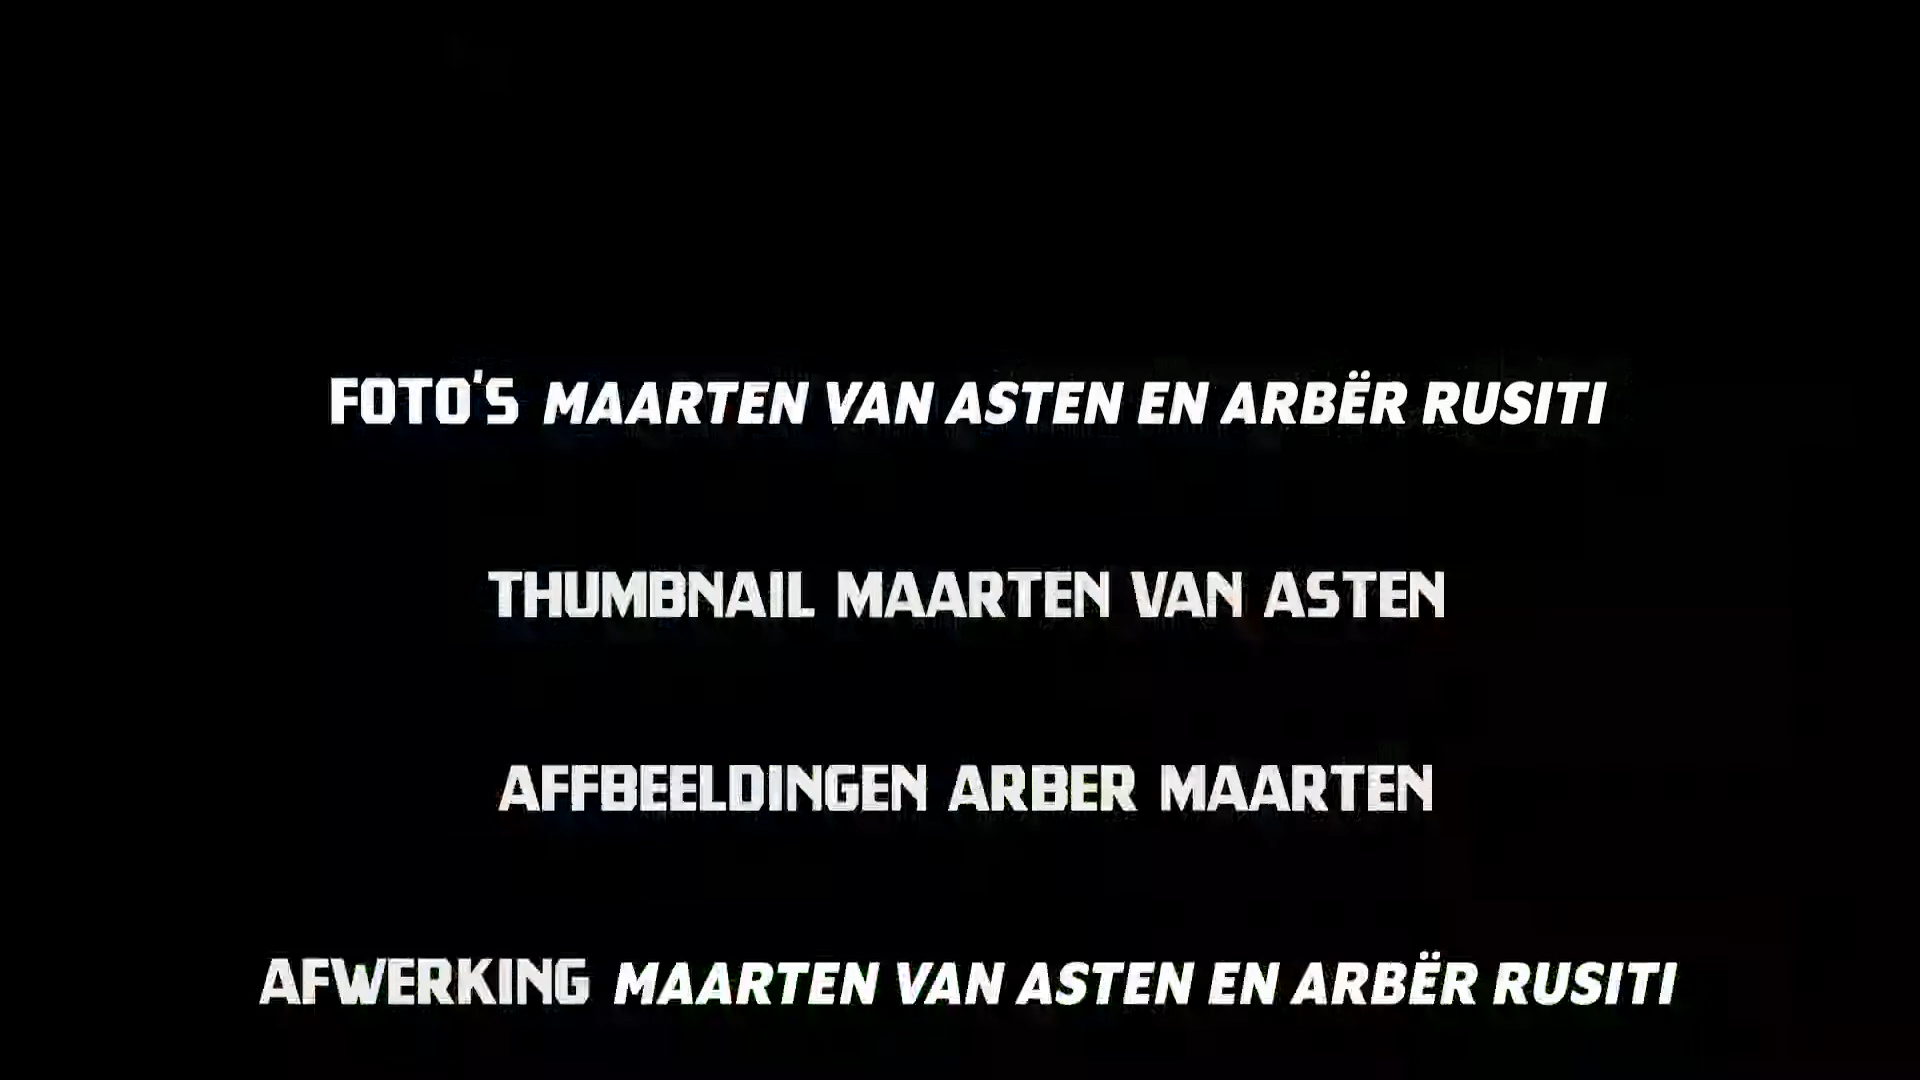 FOTO'S MAARTEN VAN ASTEN EN ARBËR RUSITI
THUMBNAIL MAARTEN VAN ASTEN
AFFBEELDINGEN ARBER MAARTEN
AFWERKING MAARTEN VAN ASTEN EN ARBËR RUSITI